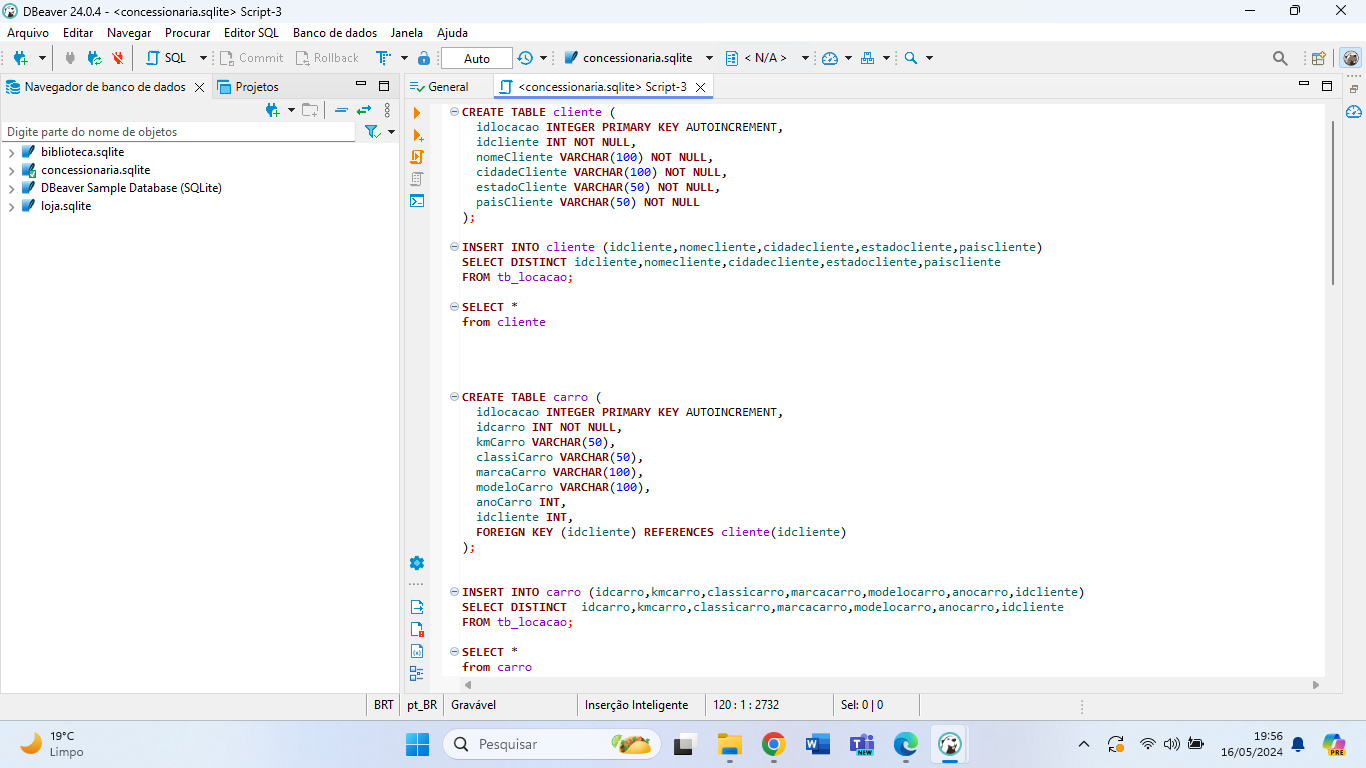 DBeaver 24.0.4 - <concessionaria.sqlite> Script-3
Arquivo Editar Navegar Procurar Editor SQL Banco de dados Janela Ajuda
SQL Commit Rollback Auto concessionaria.sqlite < N/A >
Navegador de banco de dados Projetos
Digite parte do nome de objetos
biblioteca.sqlite
concessionaria.sqlite
DBeaver Sample Database (SQLite)
loja.sqlite
General <concessionaria.sqlite> Script-3
CREATE TABLE cliente (
idlocacao INTEGER PRIMARY KEY AUTOINCREMENT,
idcliente INT NOT NULL,
nomeCliente VARCHAR(100) NOT NULL,
cidadeCliente VARCHAR(100) NOT NULL,
estadoCliente VARCHAR(50) NOT NULL,
paisCliente VARCHAR(50) NOT NULL
);
INSERT INTO cliente (idcliente,nomecliente,cidadecliente,estadocliente,paiscliente)
SELECT DISTINCT idcliente,nomecliente,cidadecliente,estadocliente,paiscliente
FROM tb_locacao;
SELECT *
from cliente
CREATE TABLE carro (
idlocacao INTEGER PRIMARY KEY AUTOINCREMENT,
idcarro INT NOT NULL,
kmCarro VARCHAR(50),
classiCarro VARCHAR(50),
marcaCarro VARCHAR(100),
modeloCarro VARCHAR(100),
anoCarro INT,
idcliente INT,
FOREIGN KEY (idcliente) REFERENCES cliente(idcliente)
);
INSERT INTO carro (idcarro,kmcarro,classicarro,marcacarro,modelocarro,anocarro,idcliente)
SELECT DISTINCT  idcarro,kmcarro,classicarro,marcacarro,modelocarro,anocarro,idcliente
FROM tb_locacao;
SELECT *
from carro
BRT pt_BR Gravável Inserção Inteligente 120 : 1 : 2732 Sel: 0 | 0
19°C
Limpo
Pesquisar
NEW
19:56
16/05/2024
PRE